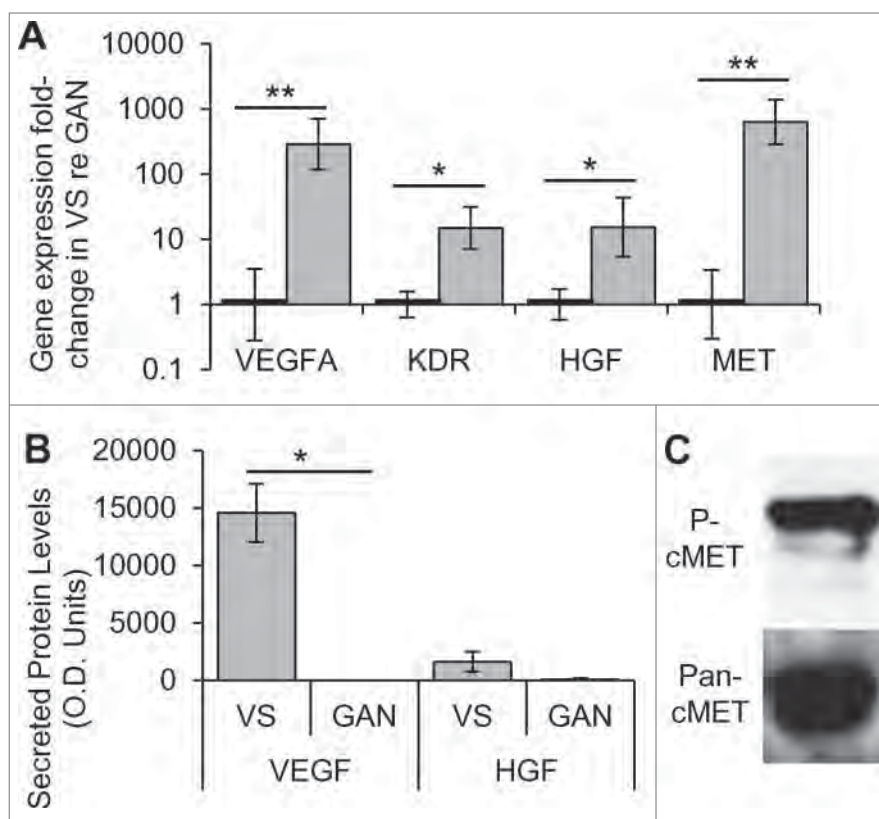 A
Gene expression fold-
change in VS re GAN
10000
1000
100
10
1
0.1
**
*
*
**
VEGFA KDR HGF MET
B
Secreted Protein Levels
(O.D. Units)
20000
15000
10000
5000
0
*
VS GAN VS GAN
VEGF HGF
C
P-
cMET
Pan-
cMET